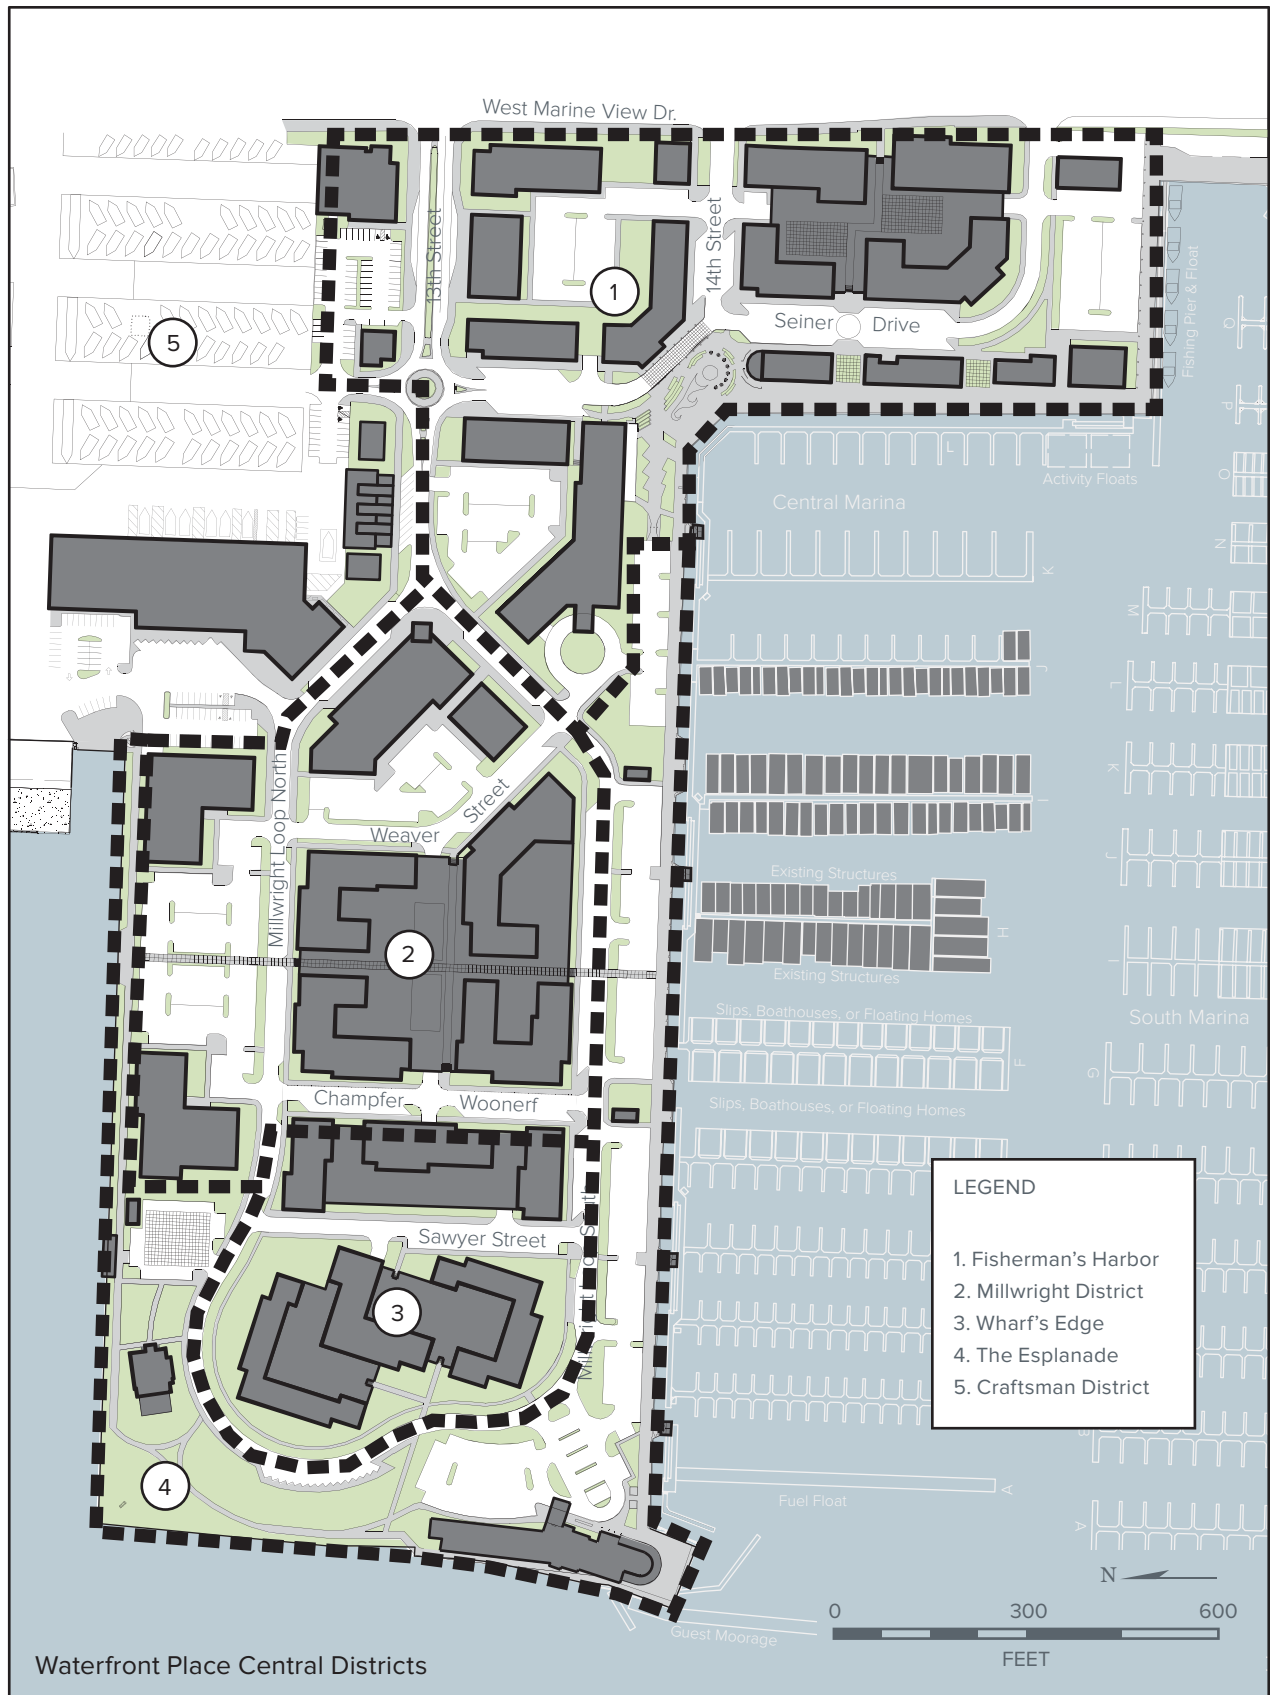 West Marine View Dr.
13th Street
14th Street
1
Seiner Drive
5
Fishing Pier & Float
Q
P
L
Activity Floats
Central Marina
O
N
K
M
J
L
K
Millwright Loop North
Weaver Street
I
J
Existing Structures
2
H
I
Existing Structures
Slips, Boathouses, or Floating Homes
South Marina
F
G
Champfer Woonerf
Slips, Boathouses, or Floating Homes
LEGEND
1. Fisherman's Harbor
2. Millwright District
3. Wharf's Edge
4. The Esplanade
5. Craftsman District
Sawyer Street
Millwright Loop South
3
B
4
A
Fuel Float
A
N
0 300 600
FEET
Guest Moorage
Waterfront Place Central Districts